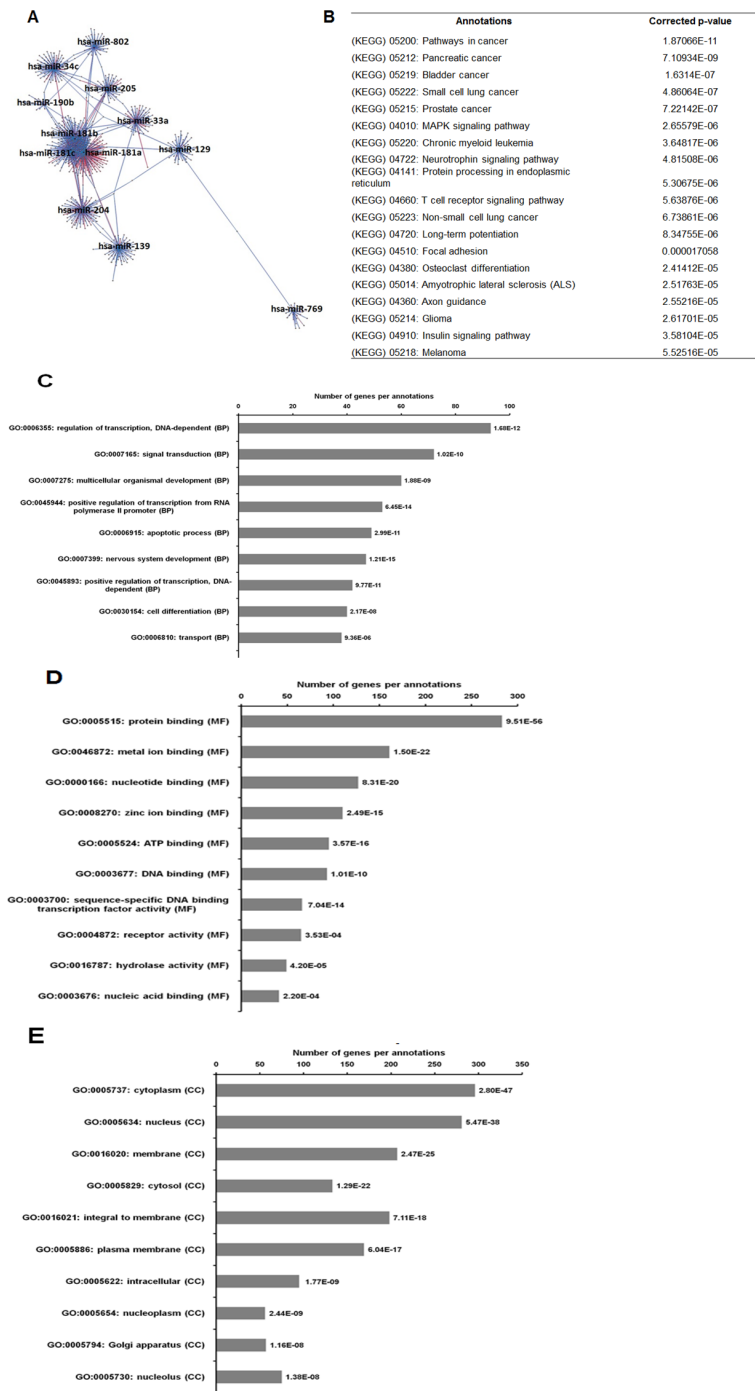 A
hsa-miR-802
hsa-miR-34c
hsa-miR-205
hsa-miR-190b
hsa-miR-33a
hsa-miR-181b
hsa-miR-129
hsa-miR-181c
hsa-miR-181a
hsa-miR-204
hsa-miR-139
hsa-miR-769
B
Annotations Corrected p-value
(KEGG) 05200: Pathways in cancer 1.87066E-11
(KEGG) 05212: Pancreatic cancer 7.10934E-09
(KEGG) 05219: Bladder cancer 1.6314E-07
(KEGG) 05222: Small cell lung cancer 4.86064E-07
(KEGG) 05215: Prostate cancer 7.22142E-07
(KEGG) 04010: MAPK signaling pathway 2.65579E-06
(KEGG) 05220: Chronic myeloid leukemia 3.64817E-06
(KEGG) 04722: Neurotrophin signaling pathway 4.81508E-06
(KEGG) 04141: Protein processing in endoplasmic
reticulum 5.30675E-06
(KEGG) 04660: T cell receptor signaling pathway 5.63876E-06
(KEGG) 05223: Non-small cell lung cancer 6.73861E-06
(KEGG) 04720: Long-term potentiation 8.34755E-06
(KEGG) 04510: Focal adhesion 0.000017058
(KEGG) 04380: Osteoclast differentiation 2.41412E-05
(KEGG) 05014: Amyotrophic lateral sclerosis (ALS) 2.51763E-05
(KEGG) 04360: Axon guidance 2.55216E-05
(KEGG) 05214: Glioma 2.61701E-05
(KEGG) 04910: Insulin signaling pathway 3.58104E-05
(KEGG) 05218: Melanoma 5.52516E-05
C
Number of genes per annotations
0 20 40 60 80 100
GO:0006355: regulation of transcription, DNA-dependent (BP) 1.68E-12
GO:0007165: signal transduction (BP) 1.02E-10
GO:0007275: multicellular organismal development (BP) 1.88E-09
GO:0045944: positive regulation of transcription from RNA
polymerase II promoter (BP) 6.45E-14
GO:0006915: apoptotic process (BP) 2.99E-11
GO:0007399: nervous system development (BP) 1.21E-15
GO:0045893: positive regulation of transcription, DNA-
dependent (BP) 9.77E-11
GO:0030154: cell differentiation (BP) 2.17E-08
GO:0006810: transport (BP) 9.36E-06
D
Number of genes per annotations
0 50 100 150 200 250 300
GO:0005515: protein binding (MF) 9.51E-56
GO:0046872: metal ion binding (MF) 1.50E-22
GO:0000166: nucleotide binding (MF) 8.31E-20
GO:0008270: zinc ion binding (MF) 2.49E-15
GO:0005524: ATP binding (MF) 3.57E-16
GO:0003677: DNA binding (MF) 1.01E-10
GO:0003700: sequence-specific DNA binding
transcription factor activity (MF) 7.04E-14
GO:0004872: receptor activity (MF) 3.53E-04
GO:0016787: hydrolase activity (MF) 4.20E-05
GO:0003676: nucleic acid binding (MF) 2.20E-04
E
Number of genes per annotations
0 50 100 150 200 250 300 350
GO:0005737: cytoplasm (CC) 2.80E-47
GO:0005634: nucleus (CC) 5.47E-38
GO:0016020: membrane (CC) 2.47E-25
GO:0005829: cytosol (CC) 1.29E-22
GO:0016021: integral to membrane (CC) 7.11E-18
GO:0005886: plasma membrane (CC) 6.04E-17
GO:0005622: intracellular (CC) 1.77E-09
GO:0005654: nucleoplasm (CC) 2.44E-09
GO:0005794: Golgi apparatus (CC) 1.16E-08
GO:0005730: nucleolus (CC) 1.38E-08